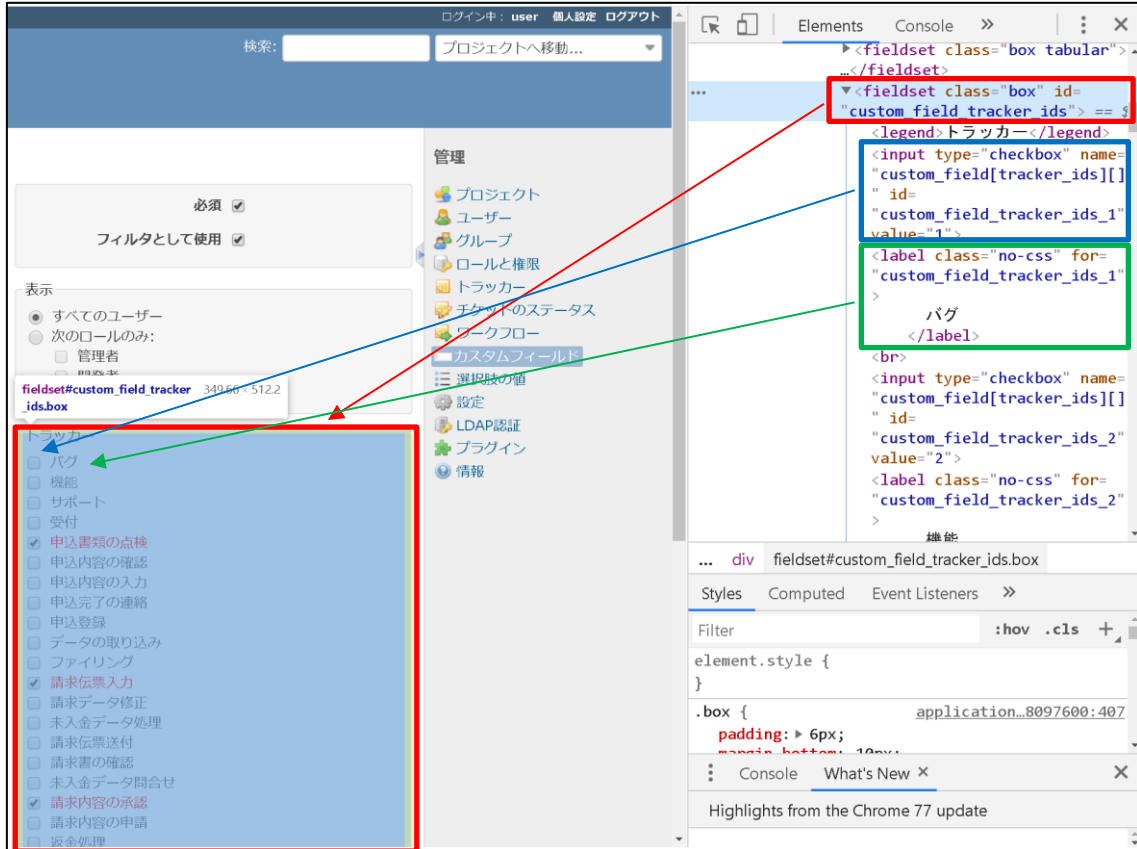 ログイン中： user 個人設定 ログアウト
検索:
プロジェクトへ移動...
必須
フィルタとして使用
表示
すべてのユーザー
次のロールのみ:
管理者
開発者
fieldset#custom_field_tracker_ids.box 349.66 × 512.2
トラッカー
バグ
機能
サポート
受付
申込書類の点検
申込内容の確認
申込内容の入力
申込完了の連絡
申込登録
データの取り込み
ファイリング
請求伝票入力
請求データ修正
未入金データ処理
請求伝票送付
請求書の確認
未入金データ問合せ
請求内容の承認
請求内容の申請
返金処理
管理
プロジェクト
ユーザー
グループ
ロールと権限
トラッカー
チケットのステータス
ワークフロー
カスタムフィールド
選択肢の値
設定
LDAP認証
プラグイン
情報
Elements Console »
<fieldset class="box tabular">
…</fieldset>
... <fieldset class="box" id=
"custom_field_tracker_ids"> == $
<legend>トラッカー</legend>
<input type="checkbox" name=
"custom_field[tracker_ids][]
" id=
"custom_field_tracker_ids_1"
value="1">
<label class="no-css" for=
"custom_field_tracker_ids_1"
>
バグ
</label>
<br>
<input type="checkbox" name=
"custom_field[tracker_ids][]
" id=
"custom_field_tracker_ids_2"
value="2">
<label class="no-css" for=
"custom_field_tracker_ids_2"
>
機能
... div fieldset#custom_field_tracker_ids.box
Styles Computed Event Listeners »
Filter :hov .cls +
element.style {
}
.box { application…8097600:407
padding: 6px;
margin-bottom: 10px;
Console What's New ×
Highlights from the Chrome 77 update